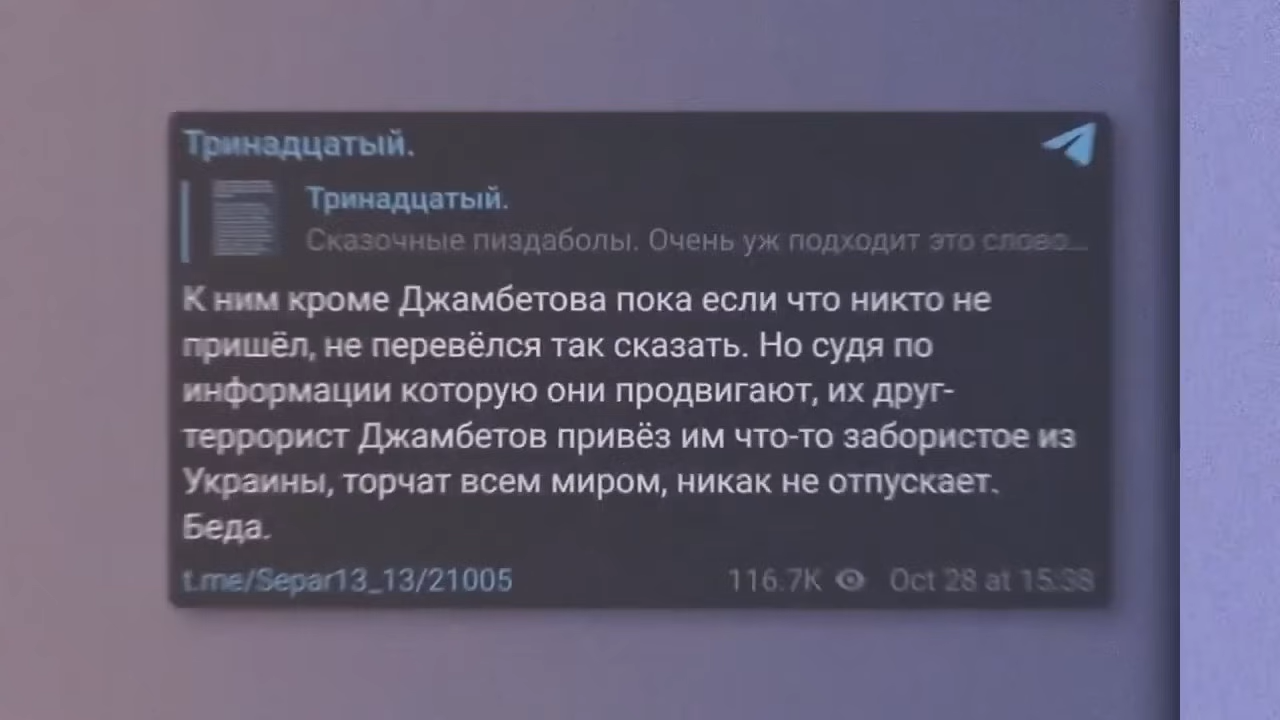 Тринадцатый.
Тринадцатый.
Сказочные пиздаболы. Очень уж подходит это слово...
К ним кроме Джамбетова пока если что никто не
пришёл, не перевёлся так сказать. Но судя по
информации которую они продвигают, их друг-
террорист Джамбетов привёз им что-то забористое из
Украины, торчат всем миром, никак не отпускает.
Беда.
t.me/Separ13_13/21005
116.7K Oct 28 at 15:38